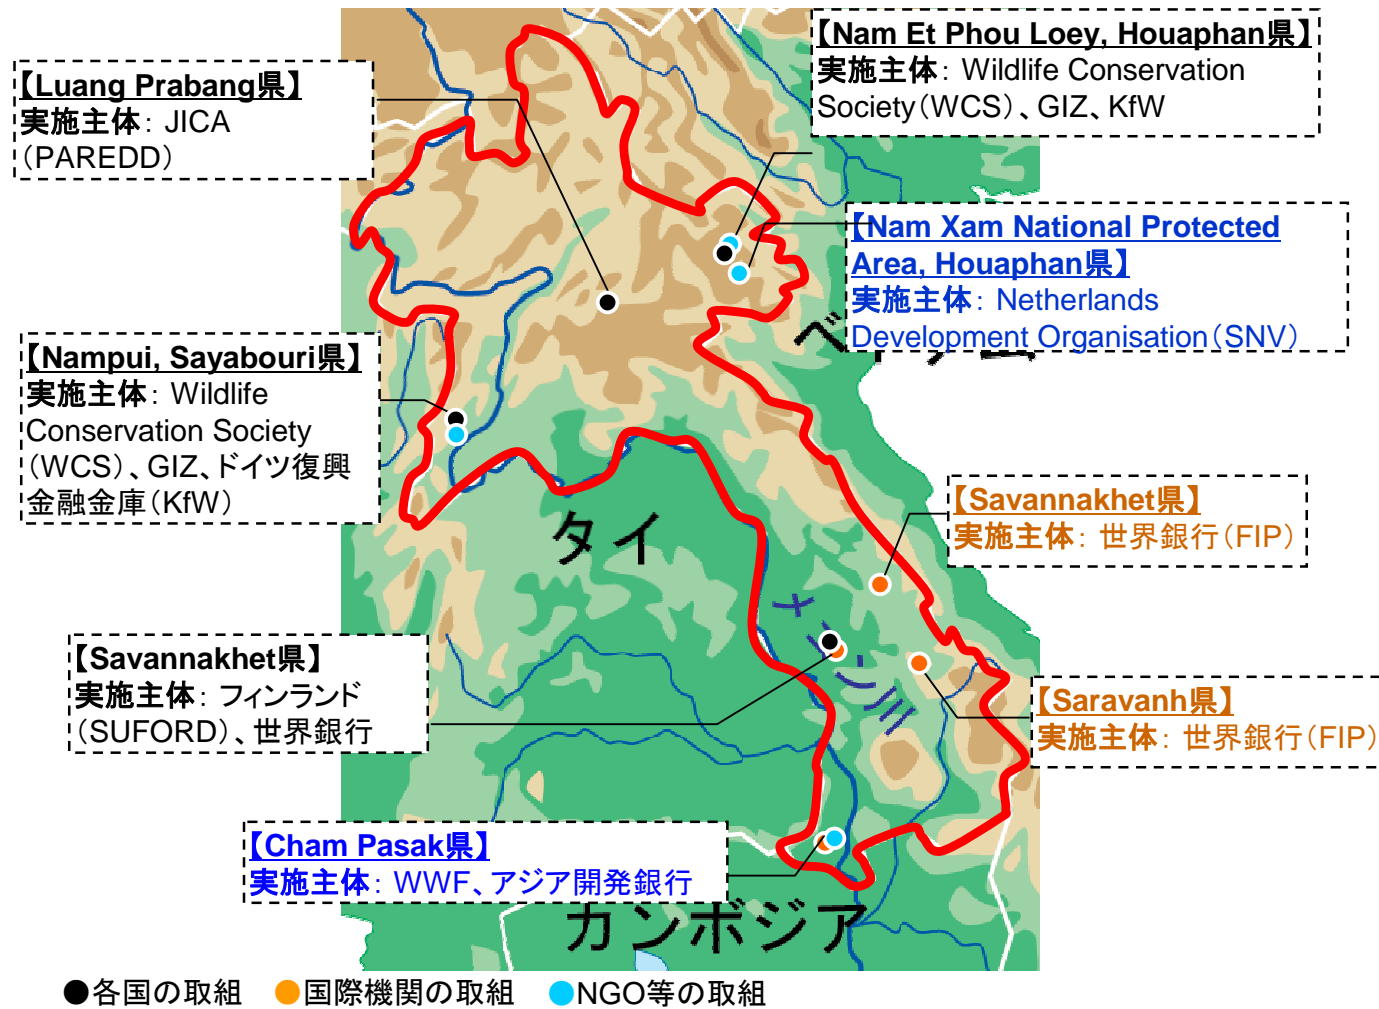 【Nam Et Phou Loey, Houaphan県】
実施主体： Wildlife Conservation
Society（WCS）、GIZ、KfW
【Luang Prabang県】
実施主体： JICA
（PAREDD）
【Nam Xam National Protected
Area, Houaphan県】
実施主体： Netherlands
Development Organisation（SNV）
【Nampui, Sayabouri県】
実施主体： Wildlife
Conservation Society
（WCS）、GIZ、ドイツ復興
金融金庫（KfW）
タイ
【Savannakhet県】
実施主体： 世界銀行（FIP）
メコン川
【Savannakhet県】
実施主体： フィンランド
（SUFORD）、世界銀行
【Saravanh県】
実施主体： 世界銀行（FIP）
【Cham Pasak県】
実施主体： WWF、アジア開発銀行
カンボジア
●各国の取組 ●国際機関の取組 ●NGO等の取組